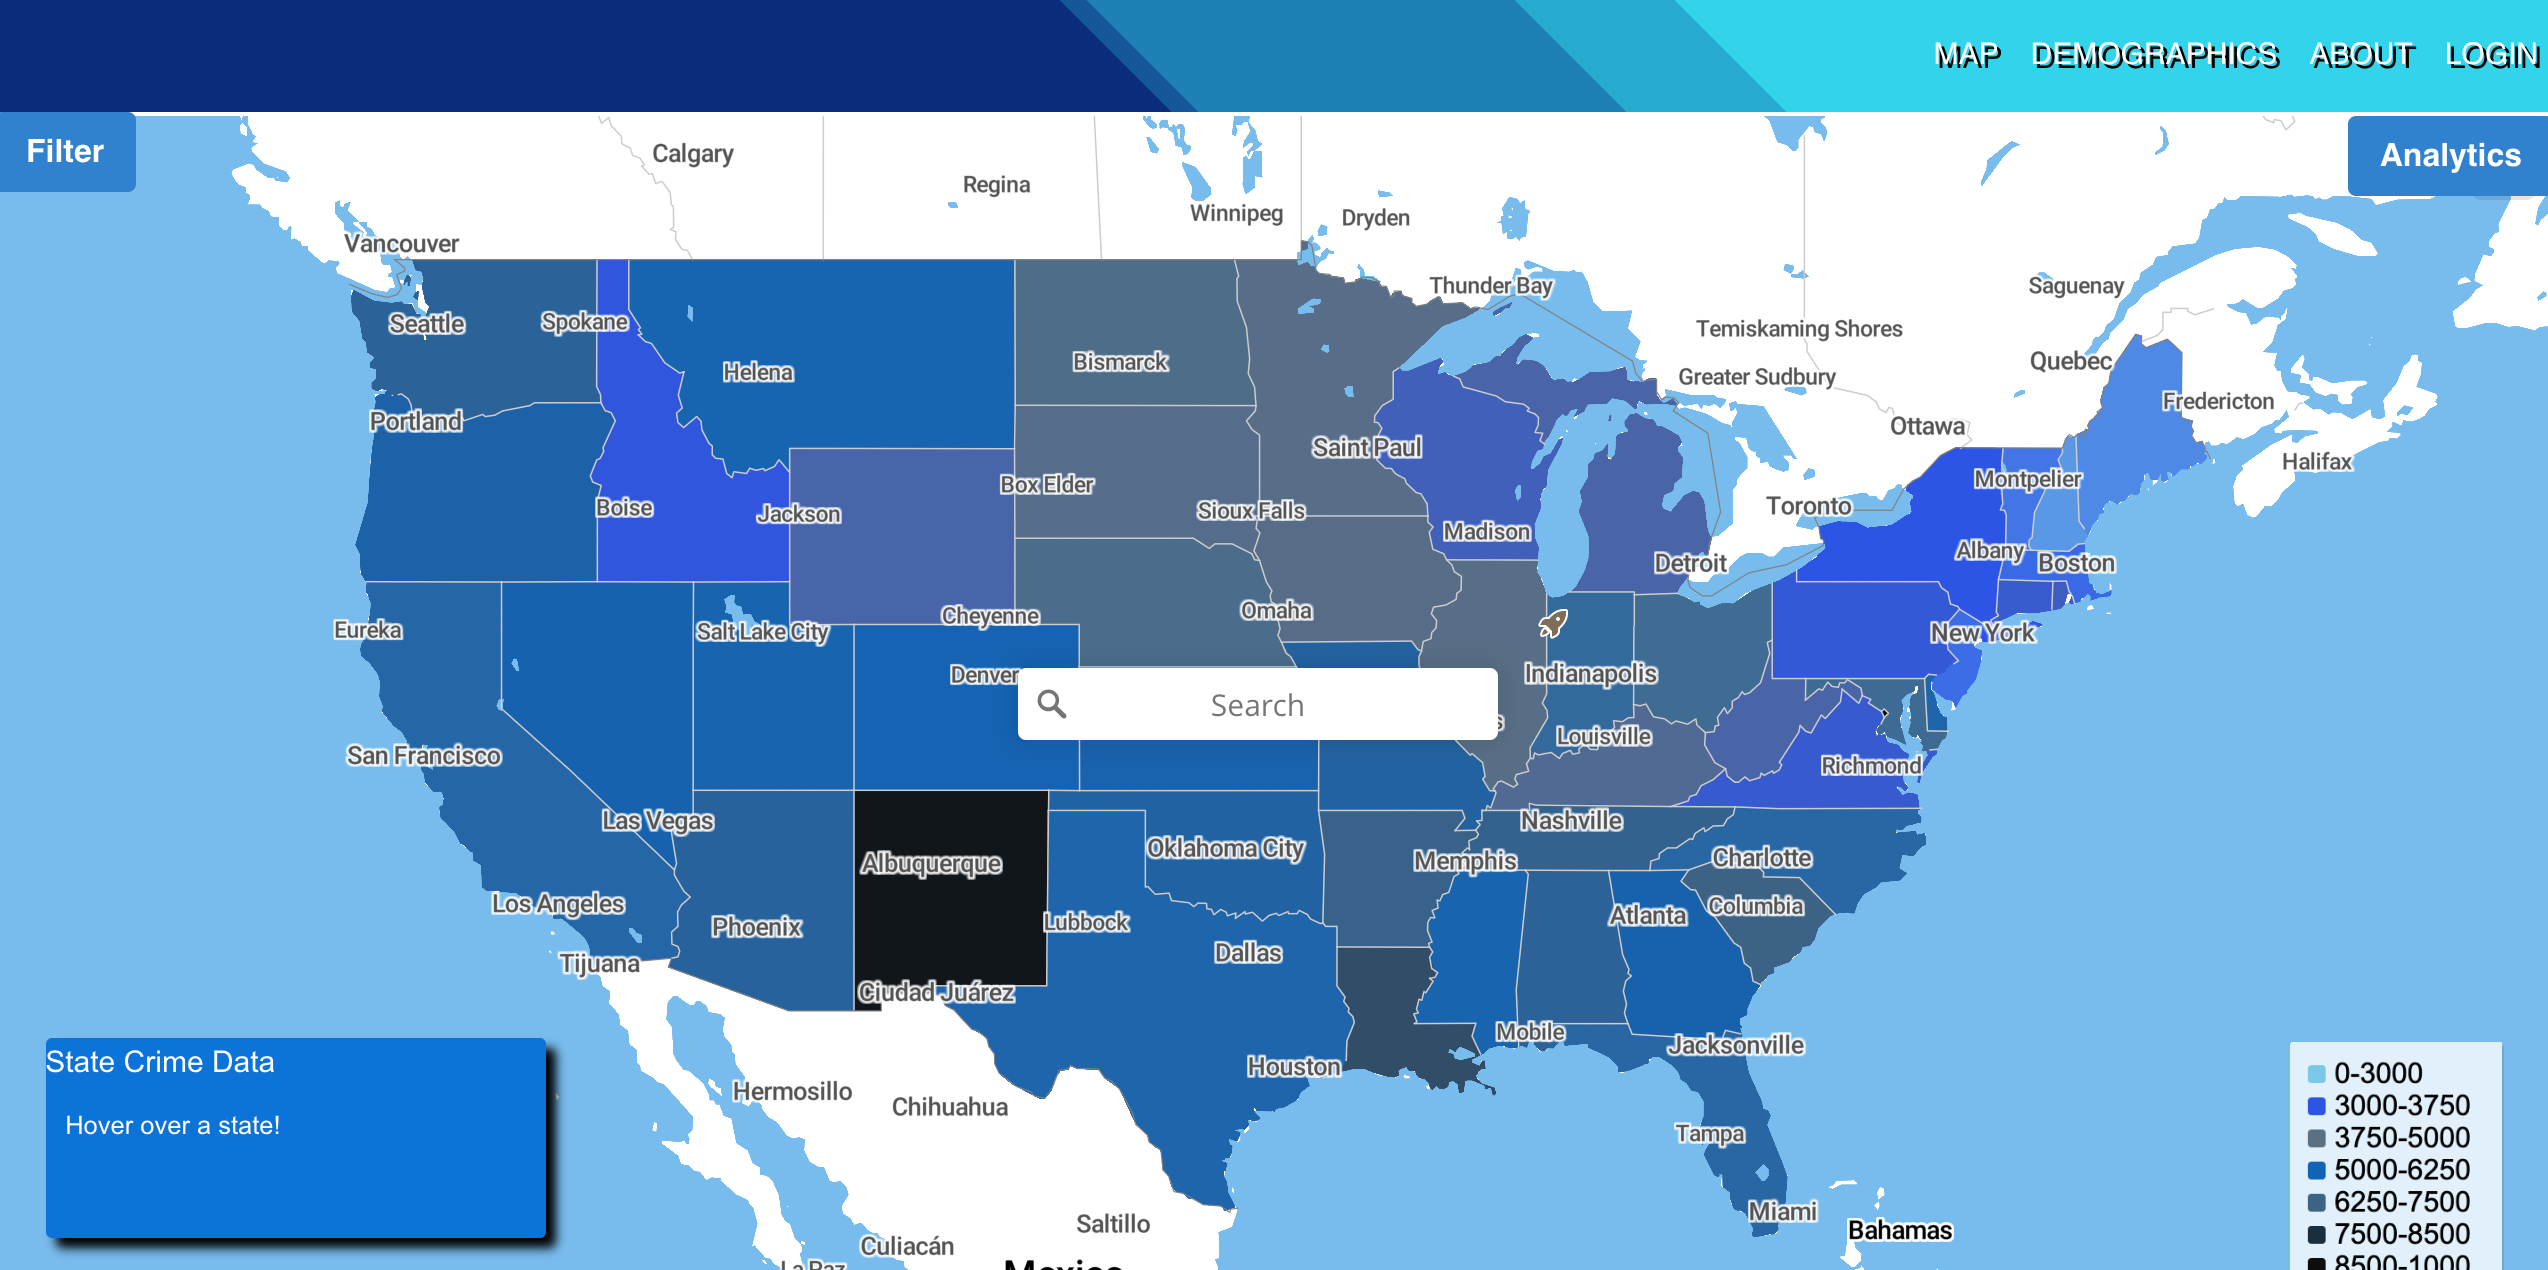 MAP DEMOGRAPHICS ABOUT LOGIN
Filter
Analytics
Calgary
Regina
Winnipeg
Dryden
Vancouver
Thunder Bay
Saguenay
Seattle
Spokane
Temiskaming Shores
Helena
Bismarck
Quebec
Greater Sudbury
Fredericton
Portland
Ottawa
Saint Paul
Halifax
Montpelier
Box Elder
Boise
Jackson
Sioux Falls
Toronto
Madison
Albany
Boston
Detroit
Omaha
Cheyenne
Eureka
Salt Lake City
New York
Denver
Indianapolis
Search
s
Louisville
San Francisco
Richmond
Las Vegas
Nashville
Oklahoma City
Charlotte
Albuquerque
Memphis
Los Angeles
Columbia
Atlanta
Lubbock
Phoenix
Dallas
Tijuana
Ciudad Juárez
Mobile
Jacksonville
State Crime Data
Houston
Hover over a state!
Hermosillo
Chihuahua
Tampa
Miami
Saltillo
Bahamas
Culiacán
La Paz
Mexico
0-3000
3000-3750
3750-5000
5000-6250
6250-7500
7500-8500
8500-1000